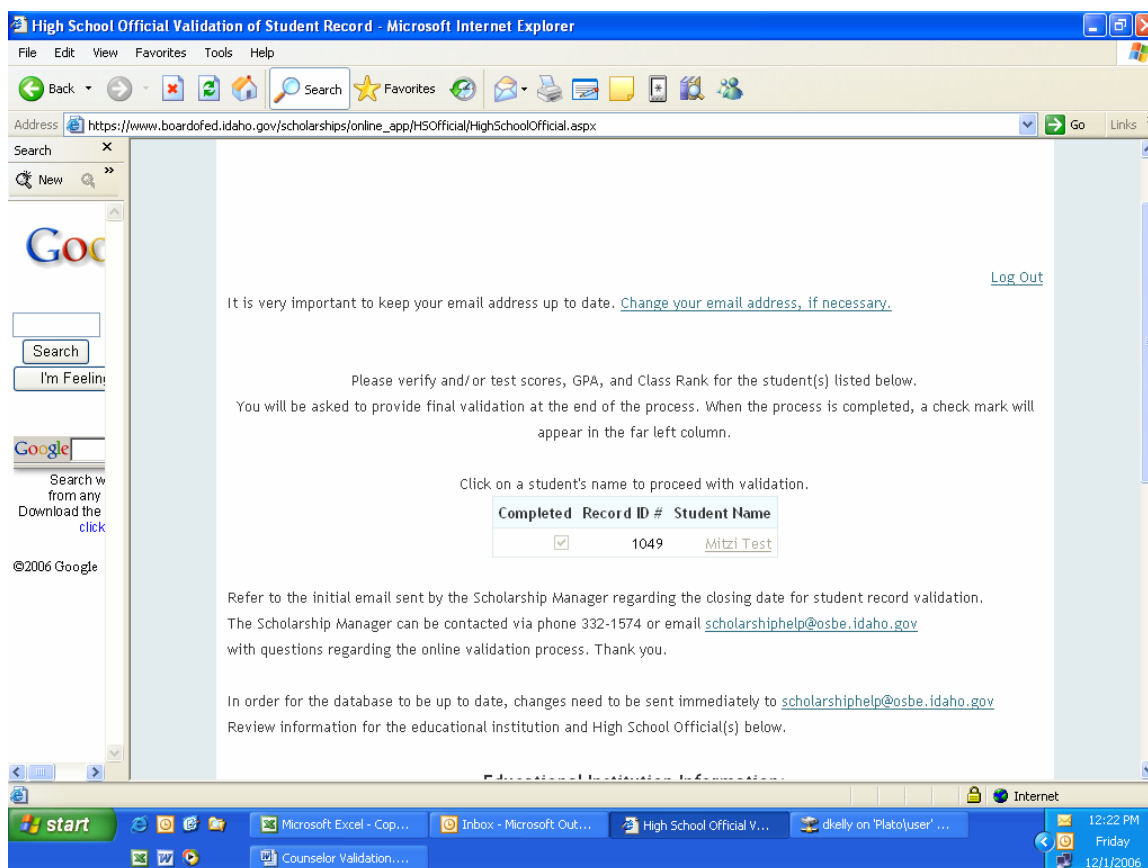 High School Official Validation of Student Record - Microsoft Internet Explorer
File Edit View Favorites Tools Help
Back Search Favorites
Address https://www.boardofed.idaho.gov/scholarships/online_app/HSOfficial/HighSchoolOfficial.aspx Go Links
Search
New
Goo
Search
I'm Feeling
Google
Search w
from any
Download the
click
©2006 Google
Log Out
It is very important to keep your email address up to date. Change your email address, if necessary.
Please verify and/or test scores, GPA, and Class Rank for the student(s) listed below.
You will be asked to provide final validation at the end of the process. When the process is completed, a check mark will
appear in the far left column.
Click on a student's name to proceed with validation.
Completed Record ID # Student Name
1049 Mitzi Test
Refer to the initial email sent by the Scholarship Manager regarding the closing date for student record validation.
The Scholarship Manager can be contacted via phone 332-1574 or email scholarshiphelp@osbe.idaho.gov
with questions regarding the online validation process. Thank you.
In order for the database to be up to date, changes need to be sent immediately to scholarshiphelp@osbe.idaho.gov
Review information for the educational institution and High School Official(s) below.
Educational Institution Information:
Internet
start Microsoft Excel - Cop... Inbox - Microsoft Out... High School Official V... dkelly on 'Plato\user' ... 12:22 PM
Friday
Counselor Validation.... 12/1/2006